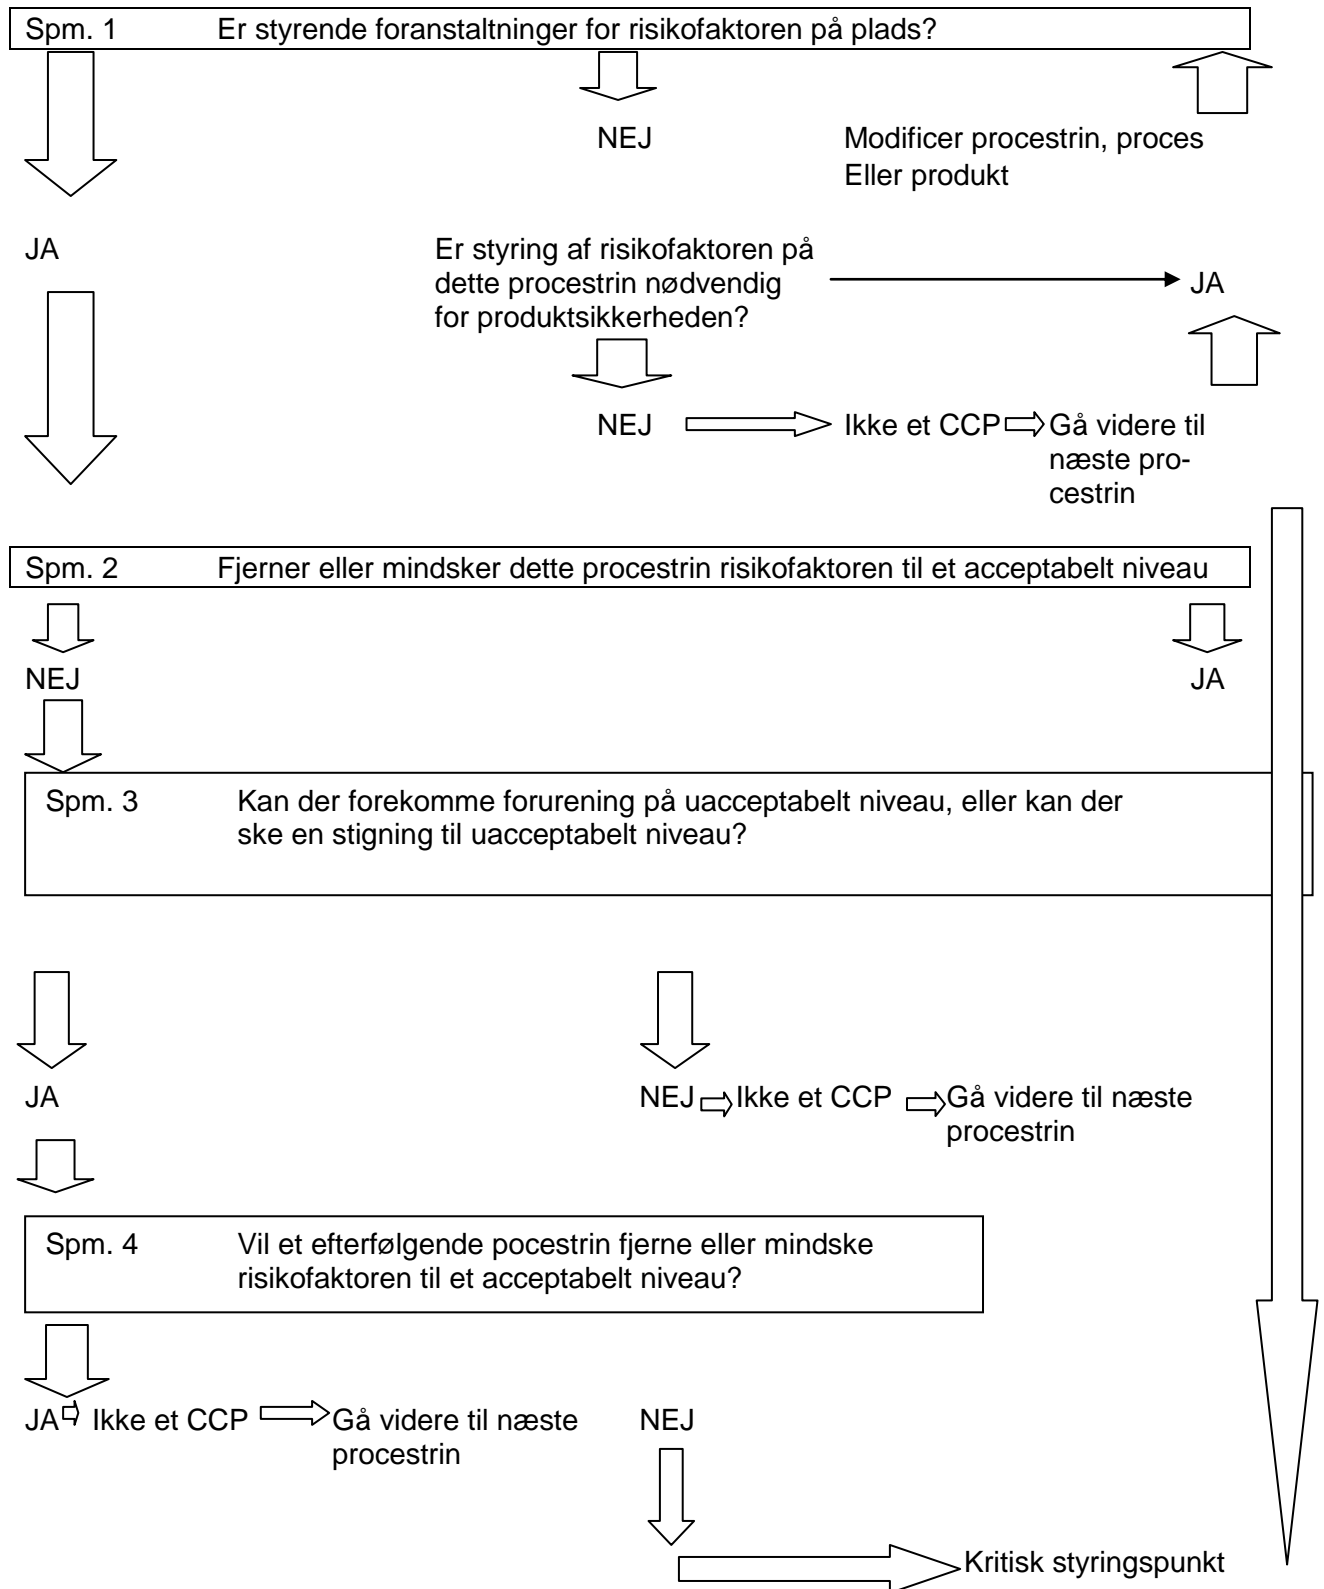 Spm. 1 Er styrende foranstaltninger for risikofaktoren på plads?
NEJ
Modificer procestrin, proces
Eller produkt
JA
Er styring af risikofaktoren på
dette procestrin nødvendig
for produktsikkerheden?
JA
NEJ
Ikke et CCP
Gå videre til
næste pro-
cestrin
Spm. 2 Fjerner eller mindsker dette procestrin risikofaktoren til et acceptabelt niveau
NEJ
JA
Spm. 3 Kan der forekomme forurening på uacceptabelt niveau, eller kan der
ske en stigning til uacceptabelt niveau?
JA
NEJ
Ikke et CCP
Gå videre til næste
procestrin
Spm. 4 Vil et efterfølgende pocestrin fjerne eller mindske
risikofaktoren til et acceptabelt niveau?
JA
Ikke et CCP
Gå videre til næste
procestrin
NEJ
Kritisk styringspunkt